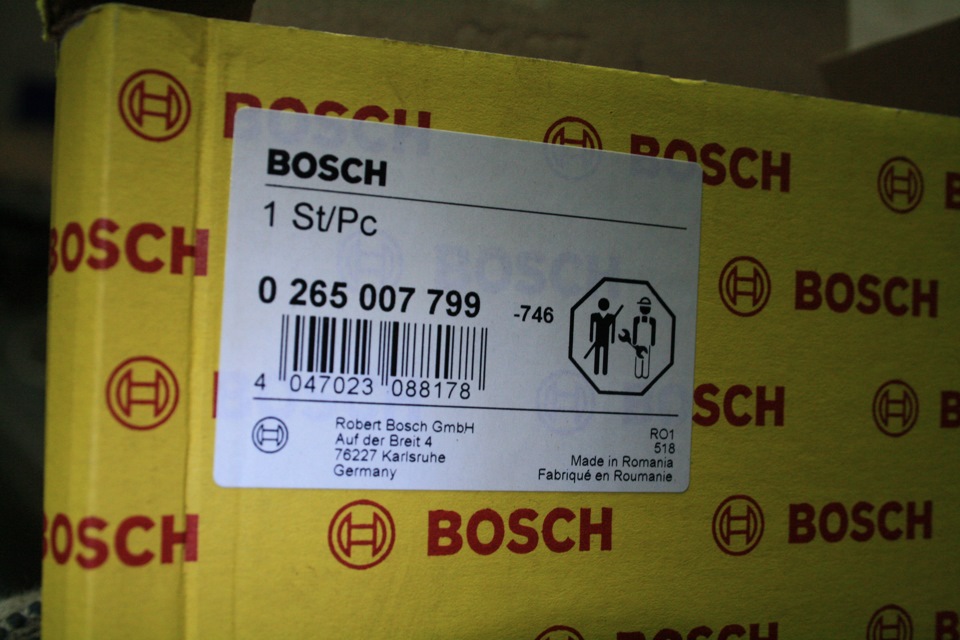 BOSCH
BOSCH
BOSCH
1 St/Pc
BOSCH
BOSCH
BOSCH
0 265 007 799 -746
4 047023 088178
BOSCH
Robert Bosch GmbH
Auf der Breit 4
76227 Karlsruhe
Germany
RO1
518
Made in Romania
Fabriqué en Roumanie
BOSCH
BOSCH
BOSCH
BOSCH